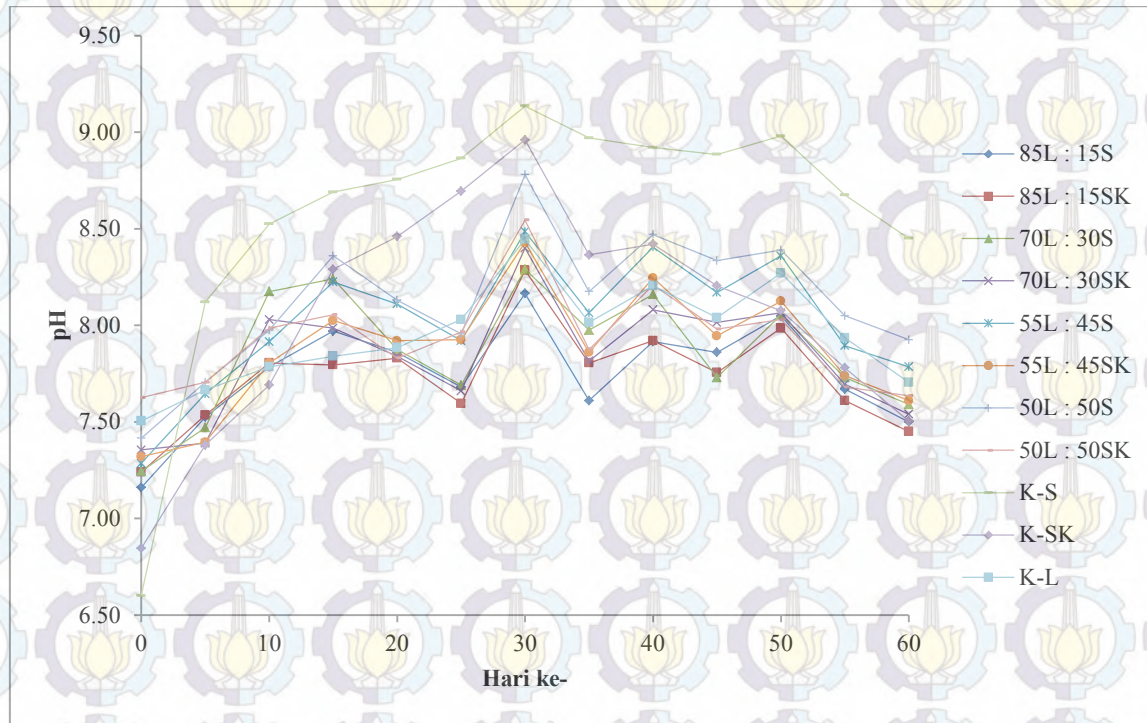 9.50
9.00
8.50
8.00
7.50
7.00
6.50
pH
0
10
20
30
40
50
60
Hari ke-
85L : 15S
85L : 15SK
70L : 30S
70L : 30SK
55L : 45S
55L : 45SK
50L : 50S
50L : 50SK
K-S
K-SK
K-L